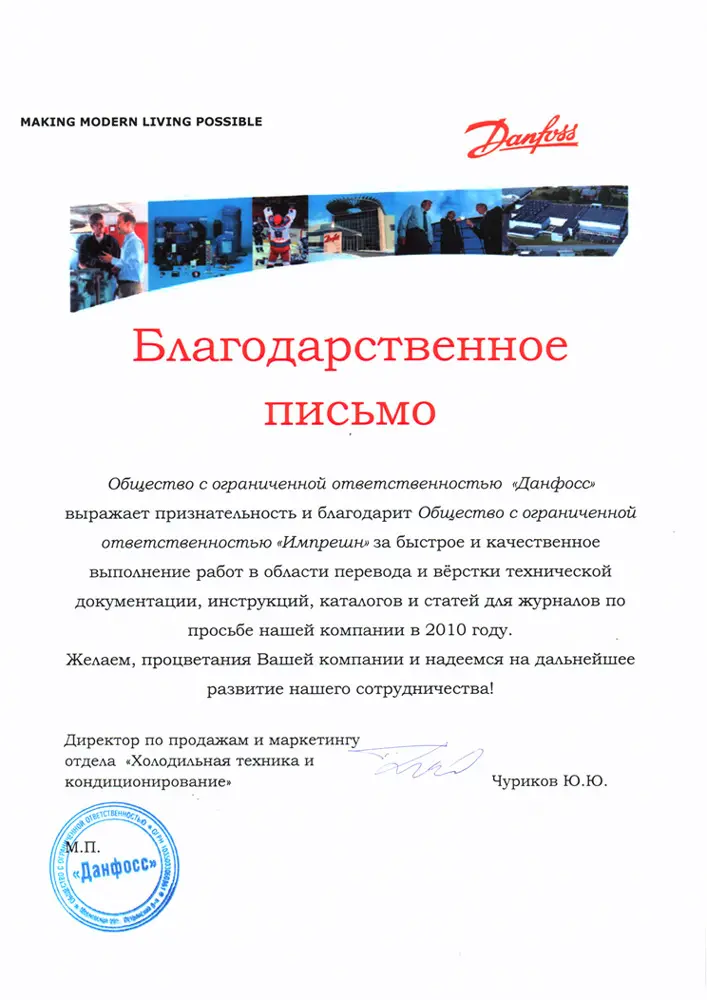 MAKING MODERN LIVING POSSIBLE
Danfoss
Danfoss
Благодарственное
письмо
Общество с ограниченной ответственностью «Данфосс»
выражает признательность и благодарит Общество с ограниченной
ответственностью «Импрешн» за быстрое и качественное
выполнение работ в области перевода и вёрстки технической
документации, инструкций, каталогов и статей для журналов по
просьбе нашей компании в 2010 году.
Желаем, процветания Вашей компании и надеемся на дальнейшее
развитие нашего сотрудничества!
Директор по продажам и маркетингу
отдела «Холодильная техника и
кондиционирование»
Чуриков Ю.Ю.
М.П.
«Данфосс»
ОБЩЕСТВО С ОГРАНИЧЕННОЙ ОТВЕТСТВЕННОСТЬЮ ОГРН